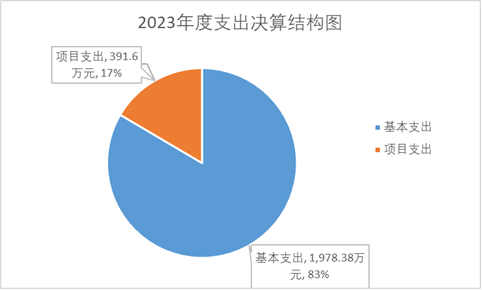 2023年度支出决算结构图
项目支出, 391.6
万元, 17%
基本支出
项目支出
基本支出, 1,978.38万
元, 83%